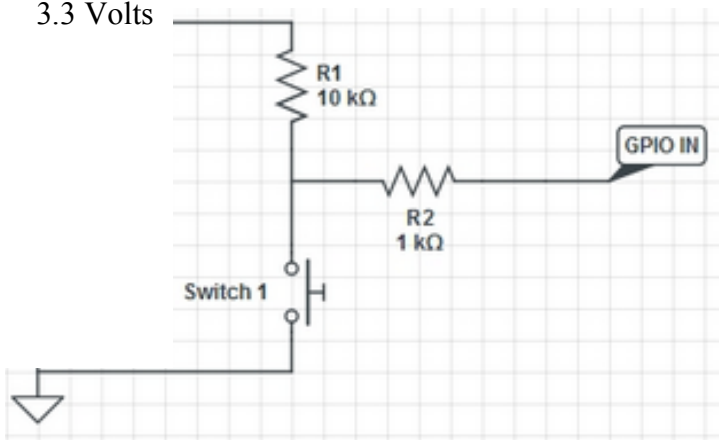 3.3 Volts
R1
10 kΩ
GPIO IN
R2
1 kΩ
Switch 1